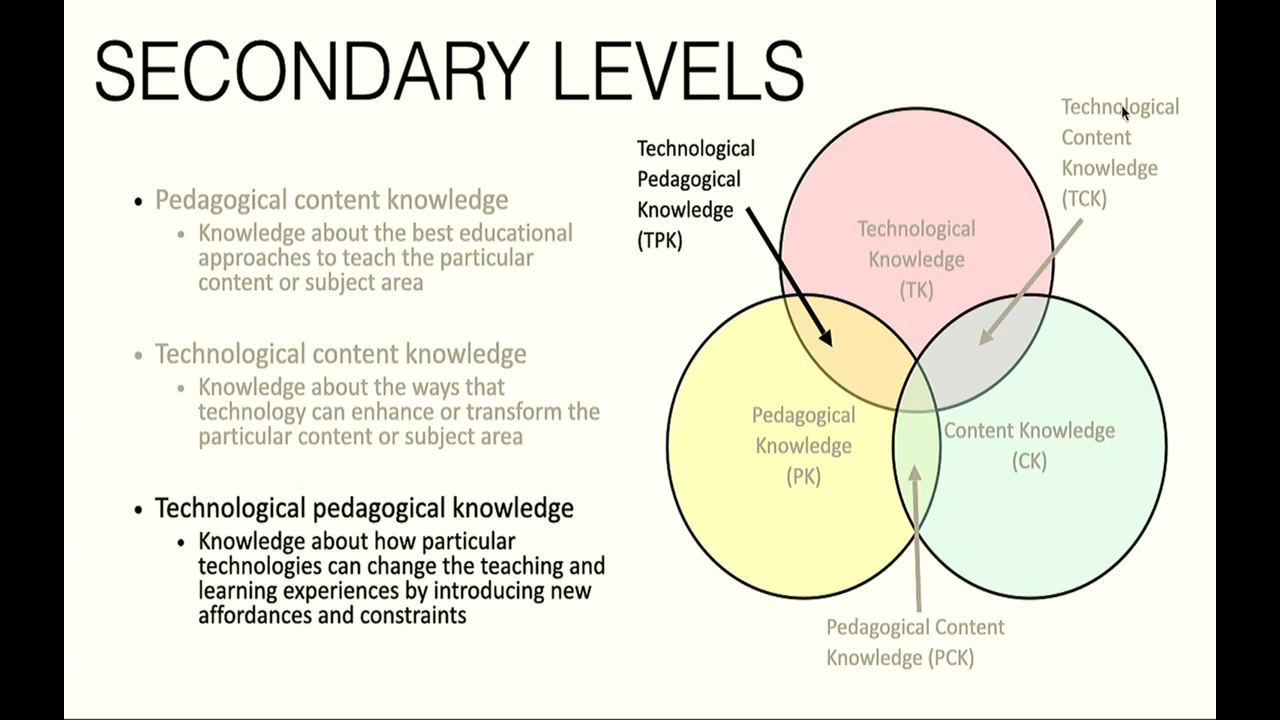 SECONDARY LEVELS
• Pedagogical content knowledge
• Knowledge about the best educational
approaches to teach the particular
content or subject area
• Technological content knowledge
• Knowledge about the ways that
technology can enhance or transform the
particular content or subject area
• Technological pedagogical knowledge
• Knowledge about how particular
technologies can change the teaching and
learning experiences by introducing new
affordances and constraints
Technological
Pedagogical
Knowledge
(TPK)
Technological
Content
Knowledge
(TCK)
Technological
Knowledge
(TK)
Pedagogical
Knowledge
(PK)
Content Knowledge
(CK)
Pedagogical Content
Knowledge (PCK)